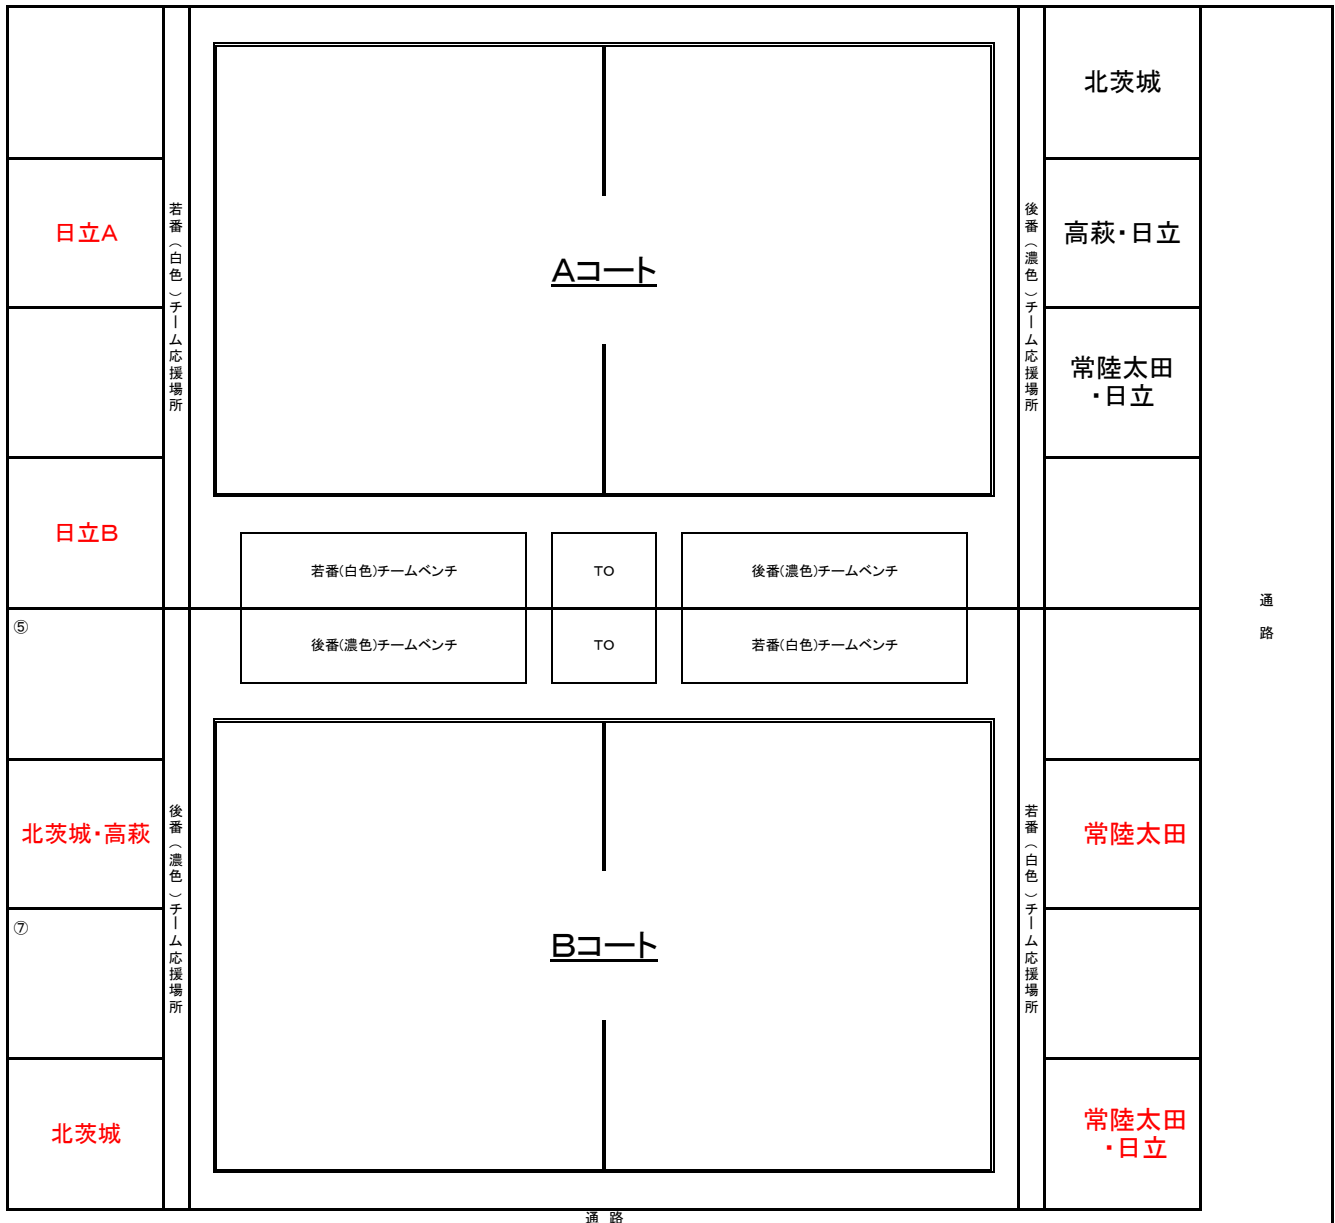 北茨城
日立A
高萩・日立
若番（白色）チーム応援場所
後番（濃色）チーム応援場所
Aコート
常陸太田
・日立
日立B
若番(白色)チームベンチ
TO
後番(濃色)チームベンチ
通
路
⑤
後番(濃色)チームベンチ
TO
若番(白色)チームベンチ
北茨城・高萩
後番（濃色）チーム応援場所
若番（白色）チーム応援場所
常陸太田
⑦
Bコート
北茨城
常陸太田
・日立
通 路